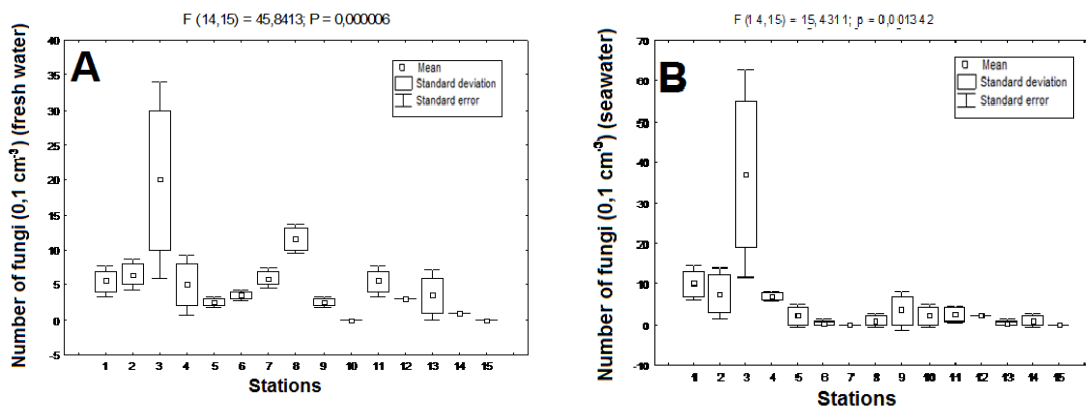 F (14,15) = 45,8413; P = 0,000006
A
Mean
Standard deviation
Standard error
Number of fungi (0,1 cm-3) (fresh water)
40
35
30
25
20
15
10
5
0
-5
1 2 3 4 5 6 7 8 9 10 11 12 13 14 15
Stations
F (14,15) = 15,4311; p = 0,001342
B
Mean
Standard deviation
Standard error
Number of fungi (0,1 cm-3) (seawater)
70
60
50
40
30
20
10
0
-10
1 2 3 4 5 6 7 8 9 10 11 12 13 14 15
Stations